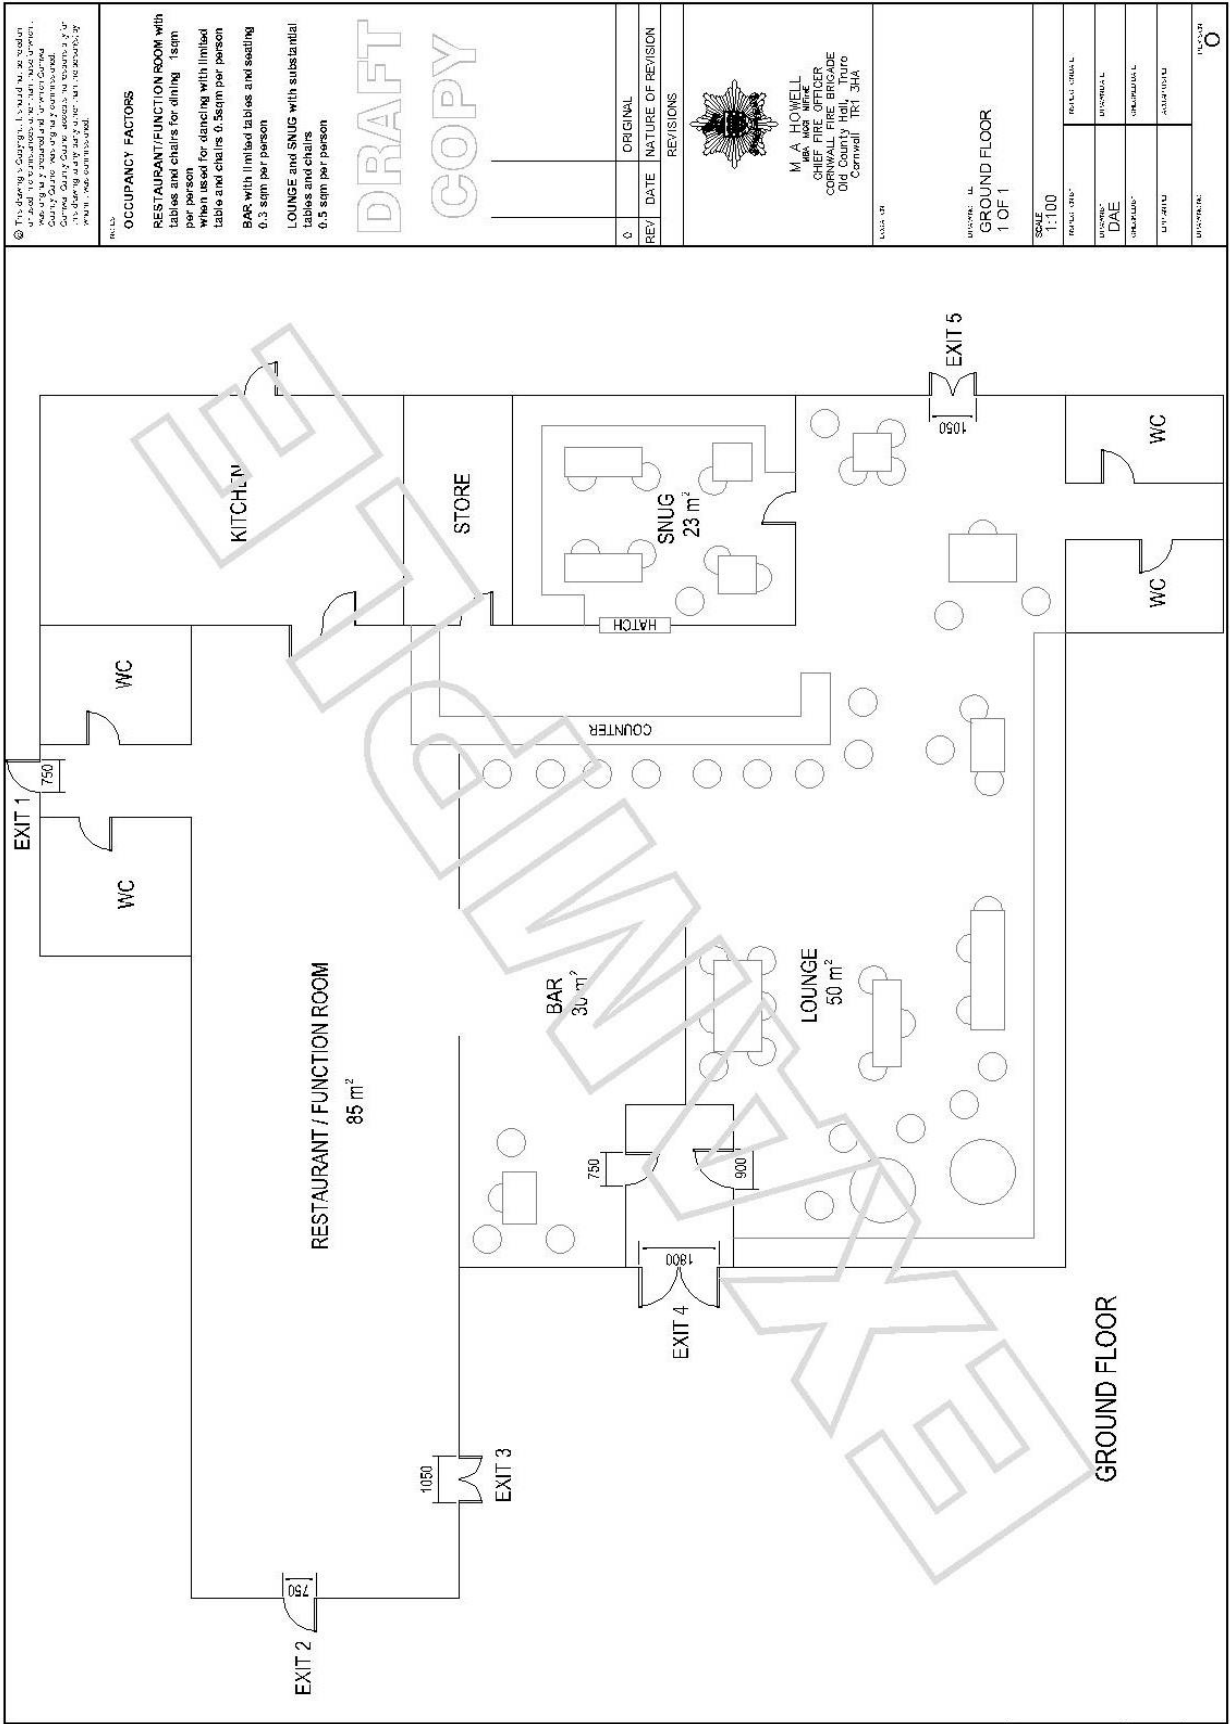 OCCUPANCY FACTORS
RESTAURANT/FUNCTION ROOM with
tables and chairs for dining 1sqm
per person
when used for dancing with limited
table and chairs 0.5sqm per person
BAR with limited tables and seating
0.3 sqm per person
LOUNGE and SNUG with substantial
tables and chairs
0.5 sqm per person
DRAFT
COPY
0 ORIGINAL
REV DATE NATURE OF REVISION
REVISIONS
M A HOWELL
CHIEF FIRE OFFICER
CORNWALL FIRE BRIGADE
Old County Hall, Truro
Cornwall TR1 3HA
GROUND FLOOR
1 OF 1
SCALE
1:100
DAE
O
EXIT 1
750
WC
WC
KITCHEN
STORE
SNUG
23 m²
HATCH
COUNTER
EXIT 5
1050
WC
WC
RESTAURANT / FUNCTION ROOM
85 m²
BAR
30 m²
LOUNGE
50 m²
750
900
1800
EXIT 4
1050
EXIT 3
750
EXIT 2
GROUND FLOOR
EXAMPLE